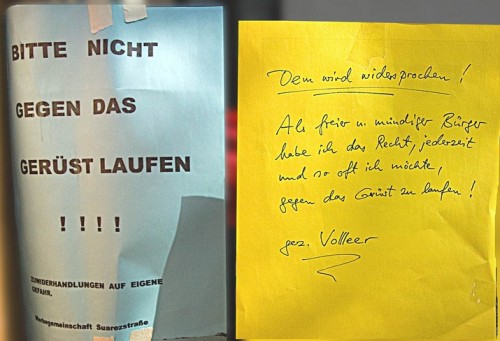 BITTE NICHT
GEGEN DAS
GERÜST LAUFEN
! ! ! !
ZUWIDERHANDLUNGEN AUF EIGENE
GEFAHR.
Werbegemeinschaft Suarezstraße
Dem wird widersprochen!
Als freier u. mündiger Bürger
habe ich das Recht, jederzeit
und so oft ich möchte,
gegen das Gerüst zu laufen!
gez. Volleer